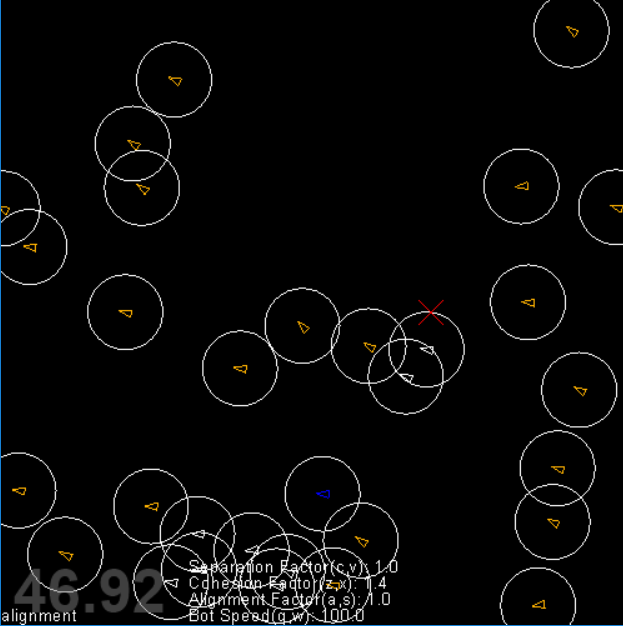 Separation Factor(c,v): 1.0
46.92
Cohesion Factor(z,x): 1.4
Alignment Factor(a,s): 1.0
alignment
Bot Speed(q,w): 100.0